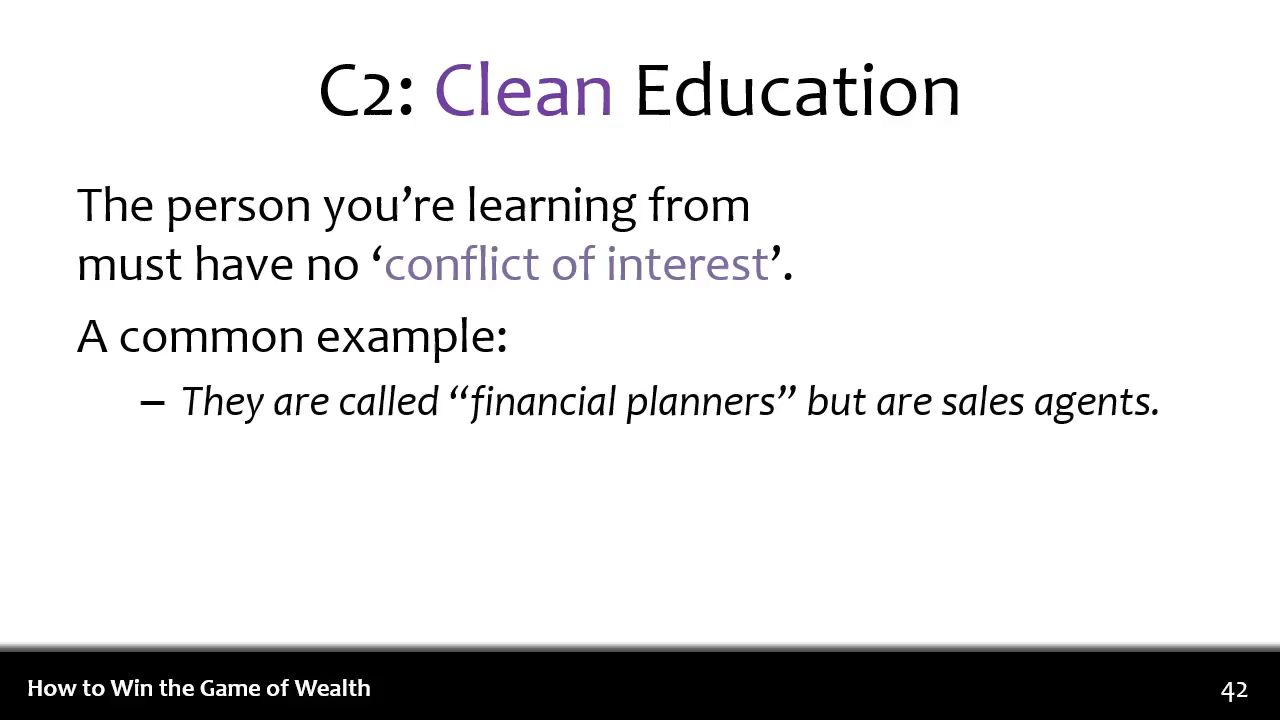 C2: Clean Education
The person you’re learning from
must have no ‘conflict of interest’.
A common example:
– They are called “financial planners” but are sales agents.
How to Win the Game of Wealth
42